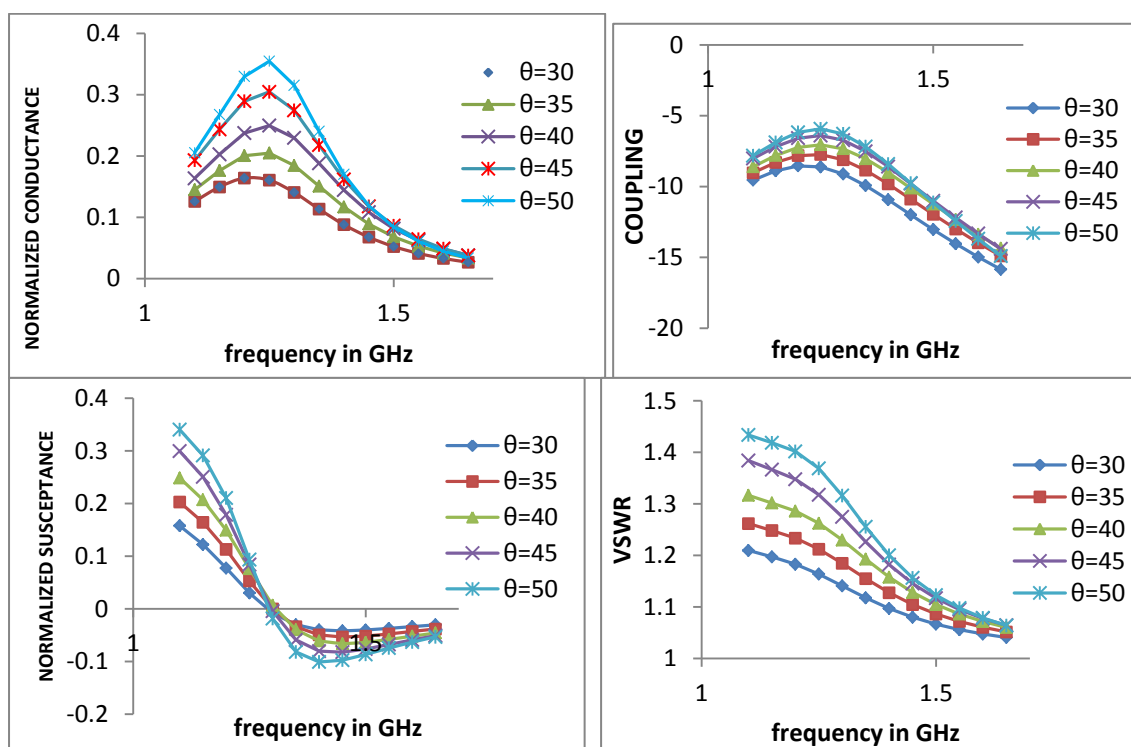 NORMALIZED CONDUCTANCE
0.4
0.3
0.2
0.1
0
1
1.5
frequency in GHz
θ=30
θ=35
θ=40
θ=45
θ=50
COUPLING
0
-5
-10
-15
-20
1
1.5
frequency in GHz
θ=30
θ=35
θ=40
θ=45
θ=50
NORMALIZED SUSCEPTANCE
0.4
0.3
0.2
0.1
0
-0.1
-0.2
1
1.5
frequency in GHz
θ=30
θ=35
θ=40
θ=45
θ=50
VSWR
1.5
1.4
1.3
1.2
1.1
1
1
1.5
frequency in GHz
θ=30
θ=35
θ=40
θ=45
θ=50